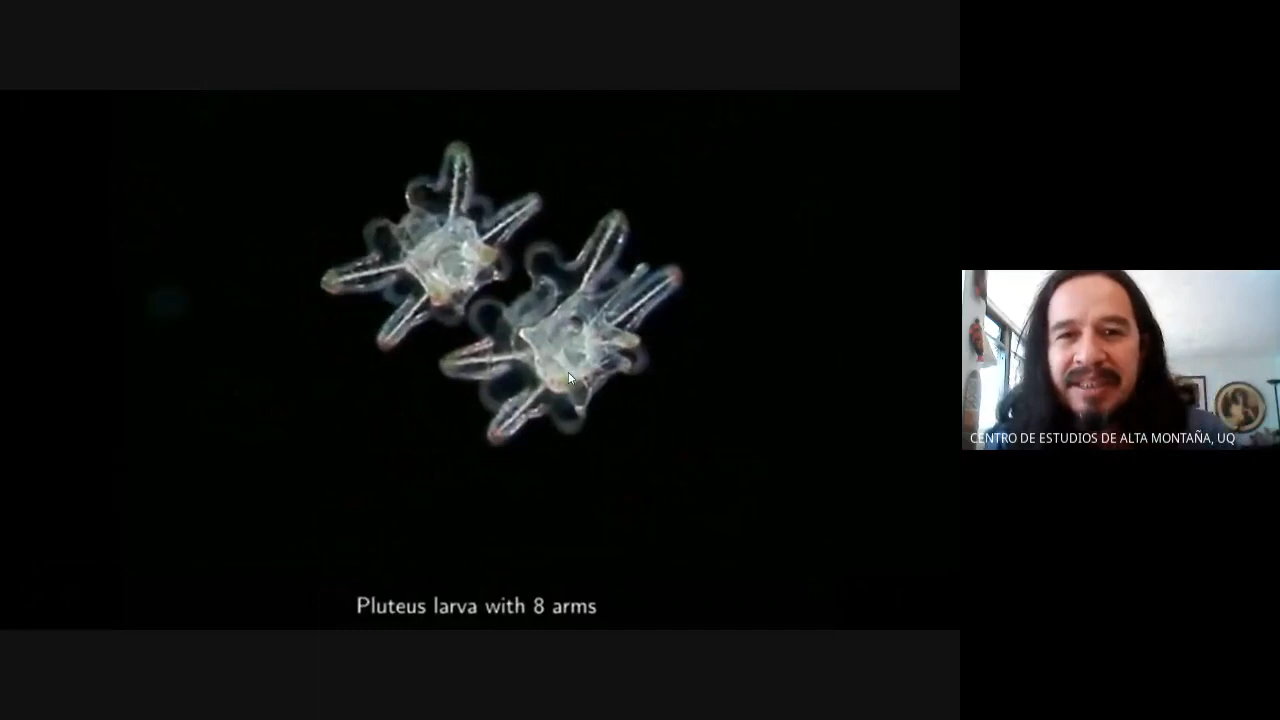 Pluteus larva with 8 arms
CENTRO DE ESTUDIOS DE ALTA MONTAÑA, UQ